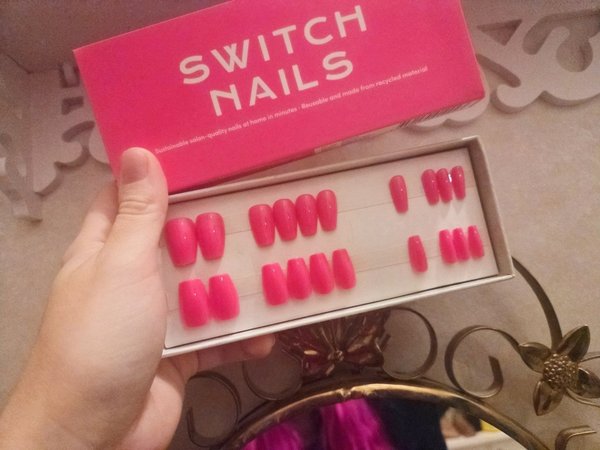 SWITCH
NAILS
Sustainable salon-quality nails at home in minutes · Reusable and made from recycled material